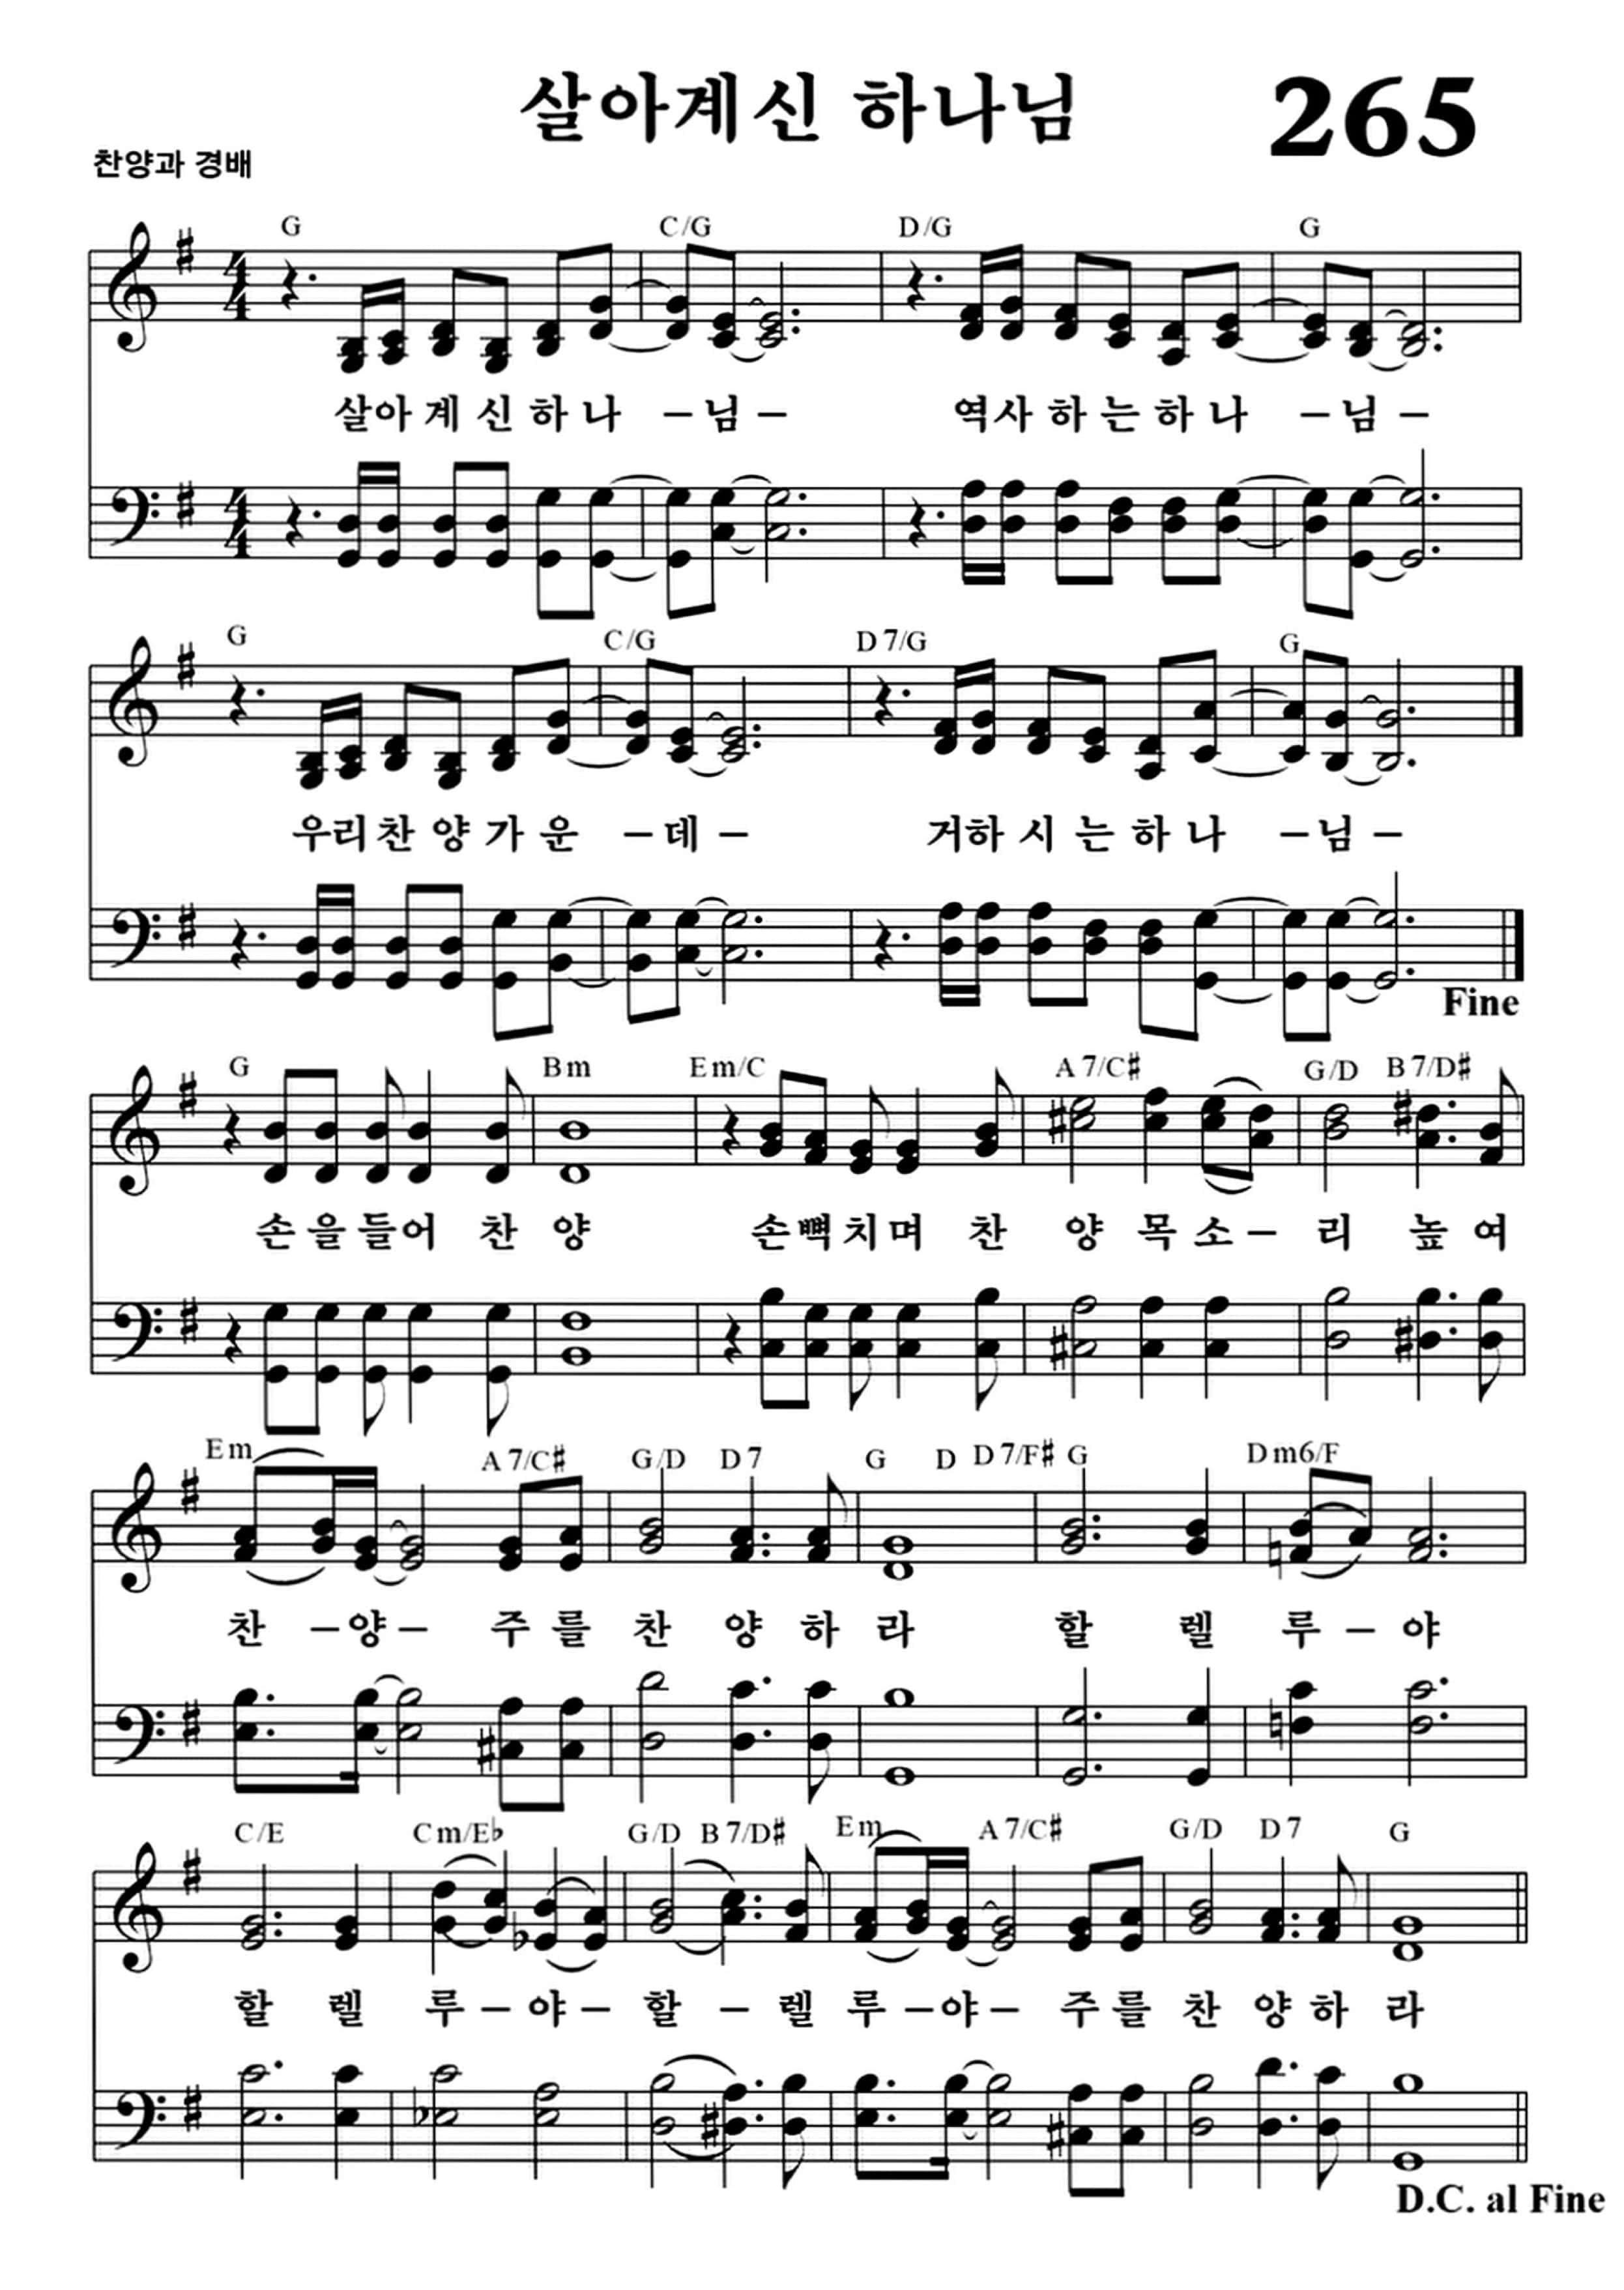 살아계신 하나님 265
찬양과 경배
G C/G D/G G
살아 계 신 하 나 –님– 역사 하 는 하 나 –님–
G C/G D7/G G
우리 찬 양 가 운 –데– 거하 시 는 하 나 –님–
Fine
G Bm Em/C A7/C♯ G/D B7/D♯
손 을 들어 찬 양 손뼉 치며 찬 양 목 소– 리 높 여
Em A7/C♯ G/D D7 G D D7/F♯ G Dm6/F
찬 –양– 주 를 찬 양 하 라 할 렐 루–야
C/E Cm/E♭ G/D B7/D♯ Em A7/C♯ G/D D7 G
할 렐 루–야– 할 – 렐 루 –야– 주 를 찬 양 하 라
D.C. al Fine